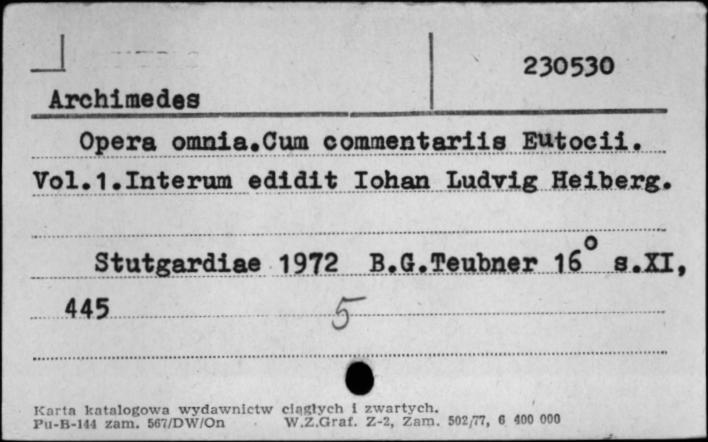 230530
Archimedes
Opera omnia.Cum commentariis Eutocii.
Vol.1.Interum edidit Iohan Ludvig Heiberg.
Stutgardiae 1972 B.G.Teubner 16° s.XI,
445
5
Karta katalogowa wydawnictw ciągłych i zwartych.
Pu-B-144 zam. 567/DW/On W.Z.Graf. Z-2, Zam. 502/77, 6 400 000